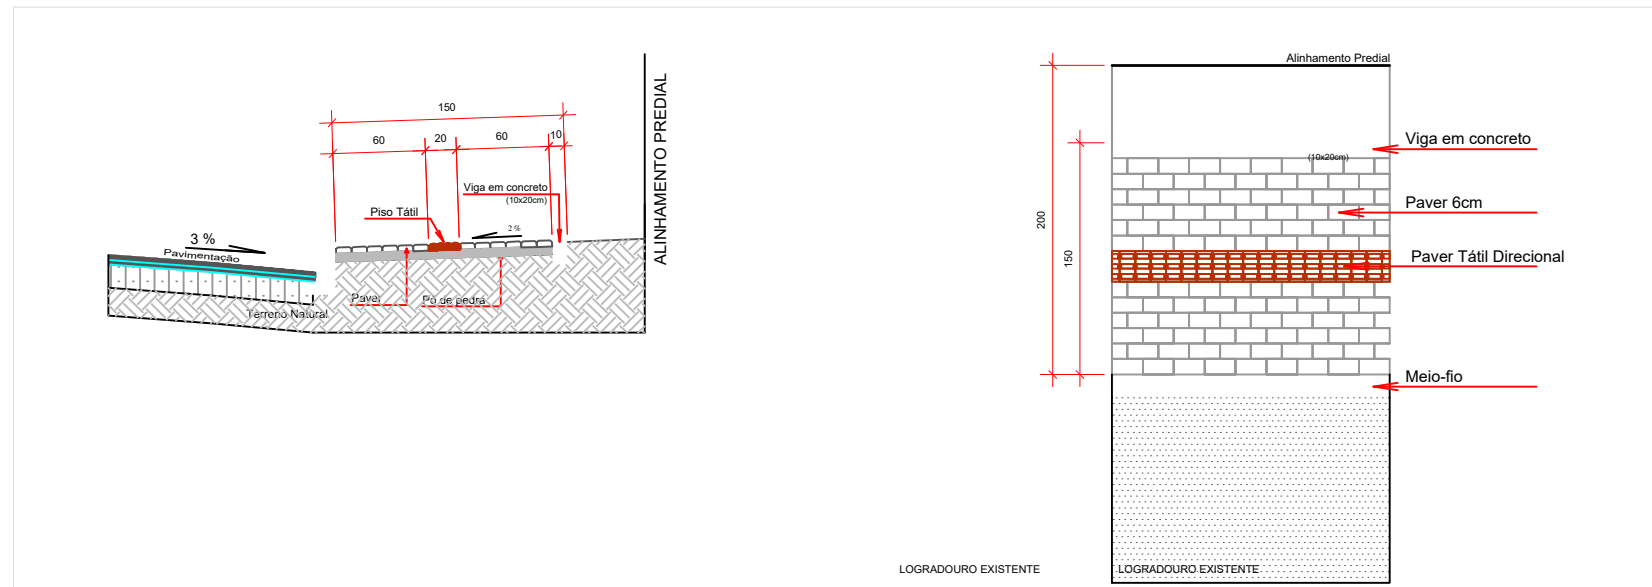 150
60
20
60
10
Viga em concreto
(10x20cm)
Piso Tátil
2 %
3 %
Pavimentação
Paver
Pó de pedra
Terreno Natural
ALINHAMENTO PREDIAL
Alinhamento Predial
Viga em concreto
(10x20cm)
Paver 6cm
200
150
Paver Tátil Direcional
Meio-fio
LOGRADOURO EXISTENTE
LOGRADOURO EXISTENTE